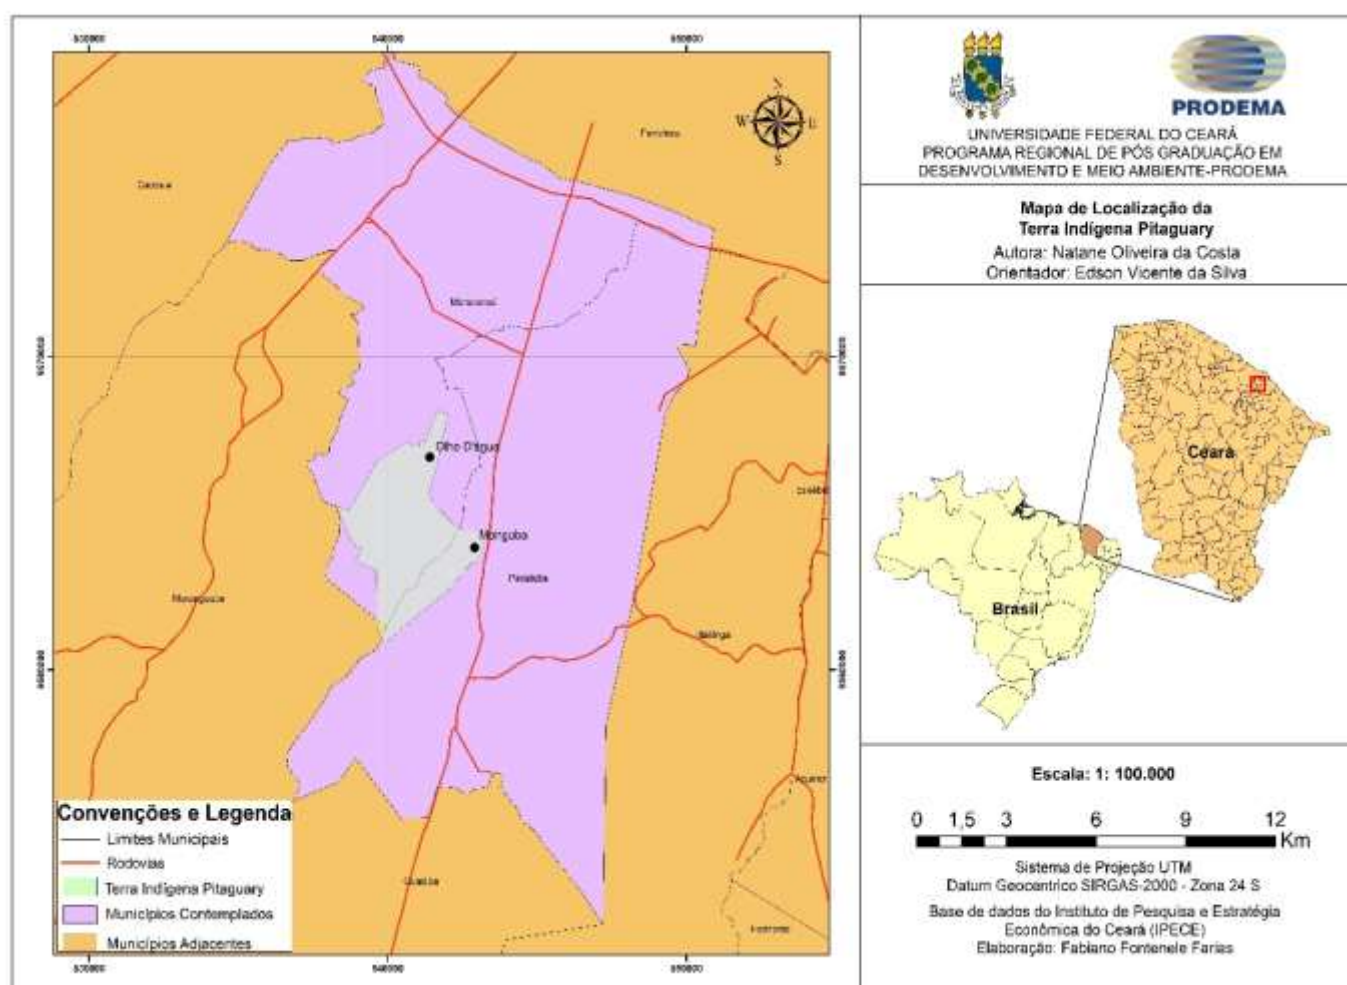 540000
N
W E
S
Olho D'água
Monguba
Pacatuba
Itaitinga
Guaiúba
Convenções e Legenda
Limites Municipais
Rodovias
Terra Indígena Pitaguary
Municípios Contemplados
Municípios Adjacentes
540000
PRODEMA
UNIVERSIDADE FEDERAL DO CEARÁ
PROGRAMA REGIONAL DE PÓS GRADUAÇÃO EM
DESENVOLVIMENTO E MEIO AMBIENTE-PRODEMA
Mapa de Localização da
Terra Indígena Pitaguary
Autora: Natane Oliveira da Costa
Orientador: Edson Vicente da Silva
Ceará
Brasil
Escala: 1: 100.000
0 1,5 3 6 9 12
Km
Sistema de Projeção UTM
Datum Geocentrico SIRGAS-2000 - Zona 24 S
Base de dados do Instituto de Pesquisa e Estratégia
Econômica do Ceará (IPECE)
Elaboração: Fabiano Fontenele Farias